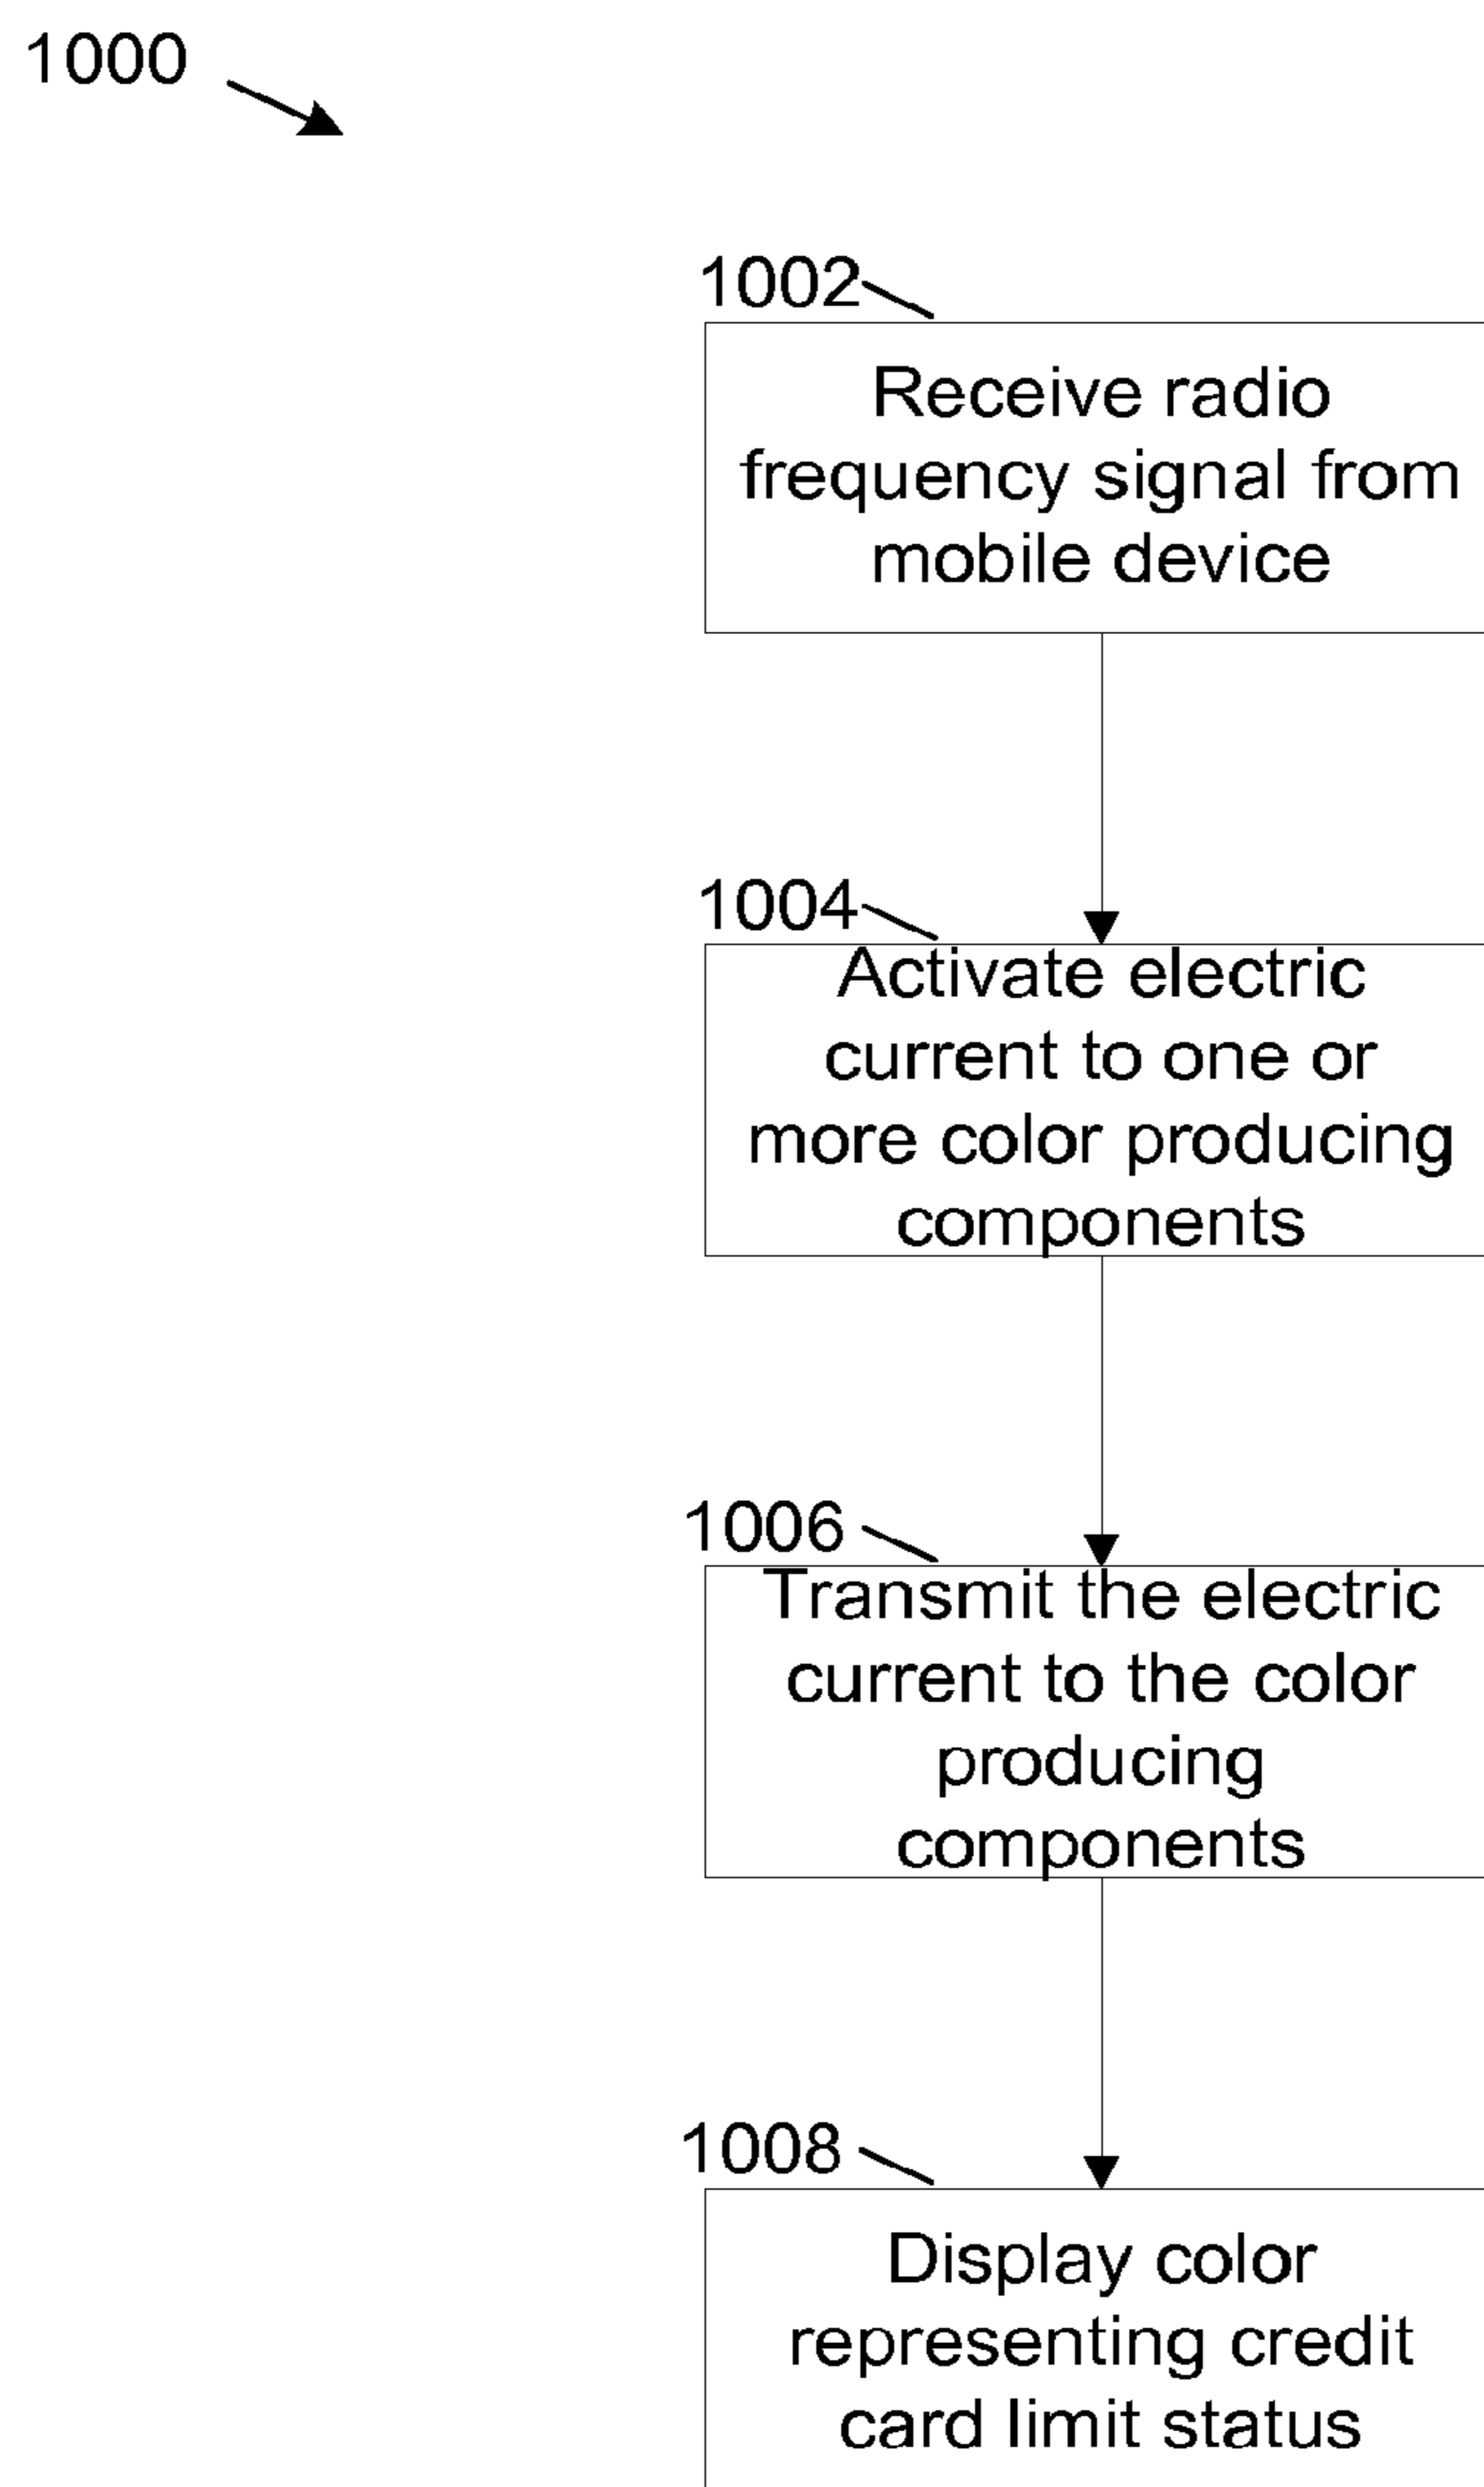 1000
1002
Receive radio
frequency signal from
mobile device
1004
Activate electric
current to one or
more color producing
components
1006
Transmit the electric
current to the color
producing
components
1008
Display color
representing credit
card limit status